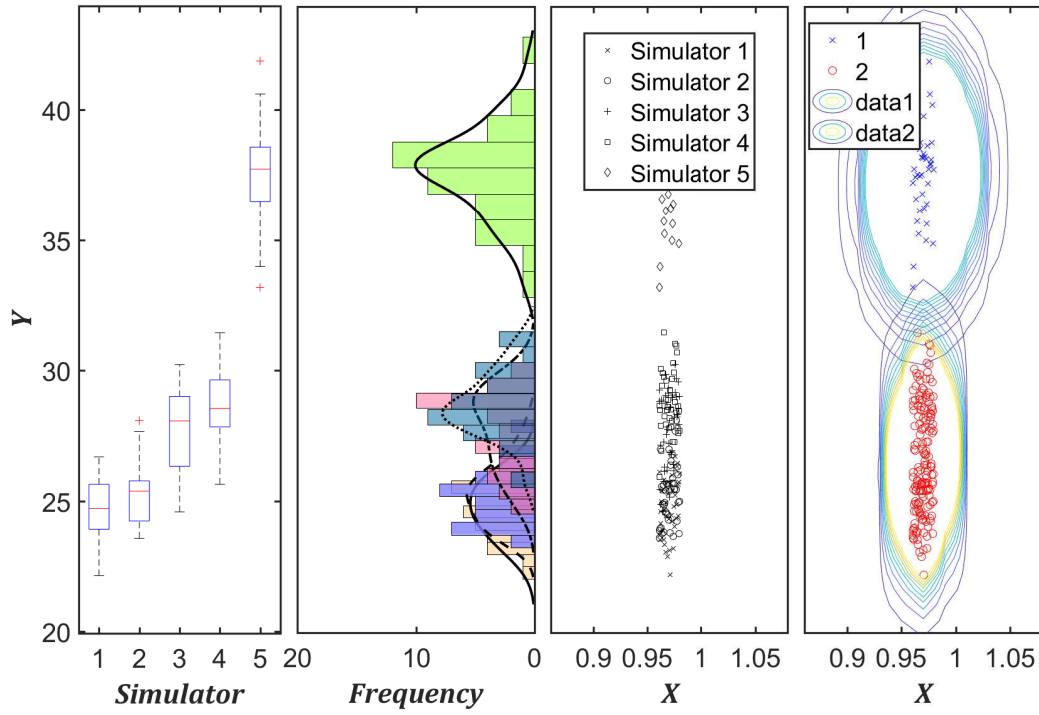 Y
40
35
30
25
20
1 2 3 4 5
Simulator
20 10 0
Frequency
Simulator 1
Simulator 2
Simulator 3
Simulator 4
Simulator 5
0.9 0.95 1 1.05
X
1
2
data1
data2
0.9 0.95 1 1.05
X